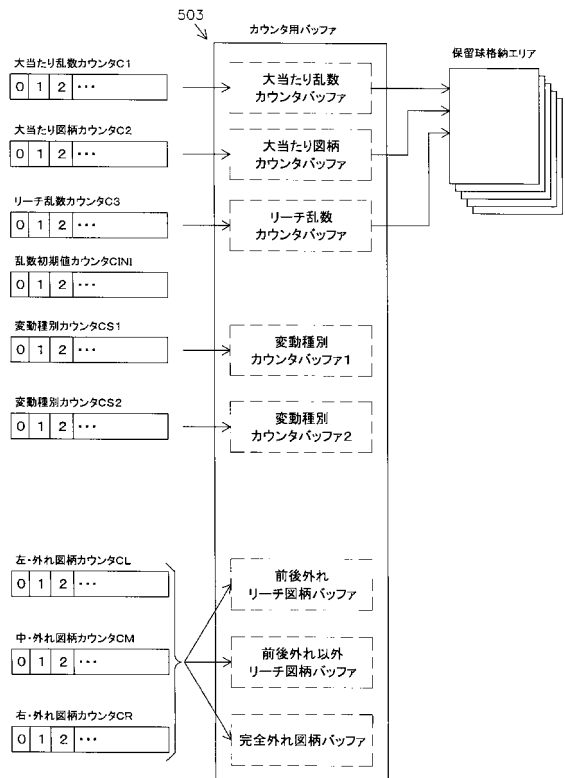 503
カウンタ用バッファ
保留球格納エリア
大当たり乱数カウンタC1
0 1 2 ･･･
大当たり乱数
カウンタバッファ
大当たり図柄カウンタC2
0 1 2 ･･･
大当たり図柄
カウンタバッファ
リーチ乱数カウンタC3
0 1 2 ･･･
リーチ乱数
カウンタバッファ
乱数初期値カウンタCINI
0 1 2 ･･･
変動種別カウンタCS1
0 1 2 ･･･
変動種別
カウンタバッファ1
変動種別カウンタCS2
0 1 2 ･･･
変動種別
カウンタバッファ2
左･外れ図柄カウンタCL
0 1 2 ･･･
前後外れ
リーチ図柄バッファ
中･外れ図柄カウンタCM
0 1 2 ･･･
前後外れ以外
リーチ図柄バッファ
右･外れ図柄カウンタCR
0 1 2 ･･･
完全外れ図柄バッファ